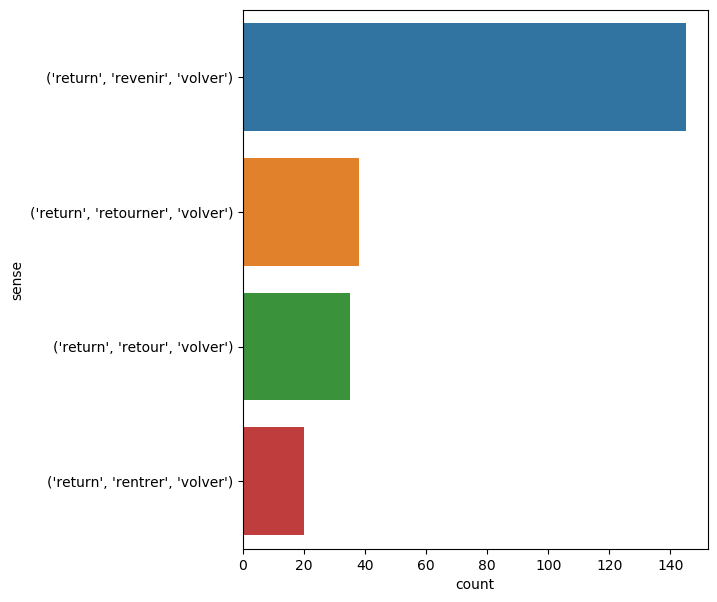 ('return', 'revenir', 'volver')
('return', 'retourner', 'volver')
('return', 'retour', 'volver')
('return', 'rentrer', 'volver')
sense
0 20 40 60 80 100 120 140
count